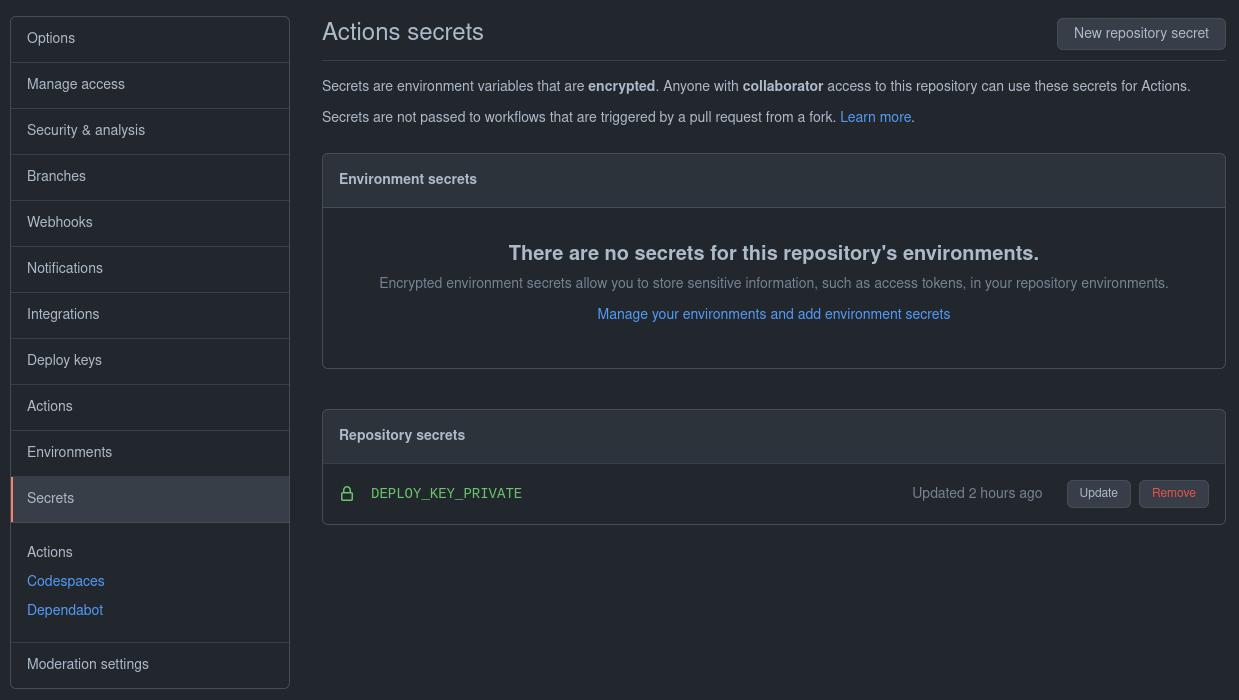 Options
Manage access
Security & analysis
Branches
Webhooks
Notifications
Integrations
Deploy keys
Actions
Environments
Secrets
Actions
Codespaces
Dependabot
Moderation settings
Actions secrets
New repository secret
Secrets are environment variables that are encrypted. Anyone with collaborator access to this repository can use these secrets for Actions.
Secrets are not passed to workflows that are triggered by a pull request from a fork. Learn more.
Environment secrets
There are no secrets for this repository's environments.
Encrypted environment secrets allow you to store sensitive information, such as access tokens, in your repository environments.
Manage your environments and add environment secrets
Repository secrets
DEPLOY_KEY_PRIVATE Updated 2 hours ago Update Remove